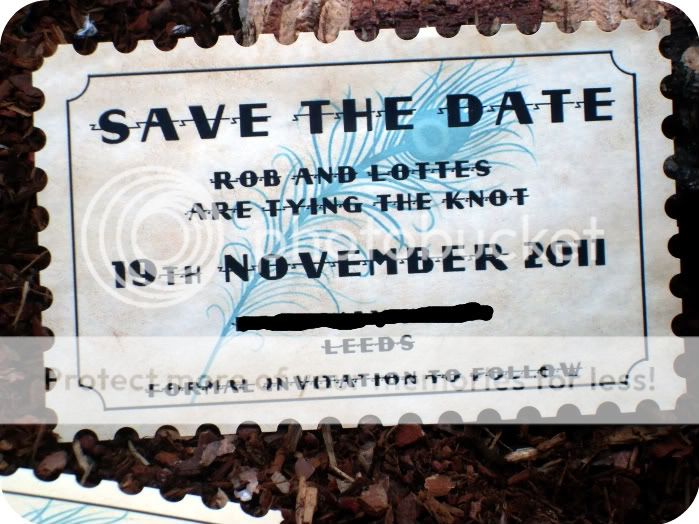 SAVE THE DATE
ROB AND LOTTES
ARE TYING THE KNOT
19TH NOVEMBER 2011
LEEDS
FORMAL INVITATION TO FOLLOW
photobucket
Protect more of your memories for less!